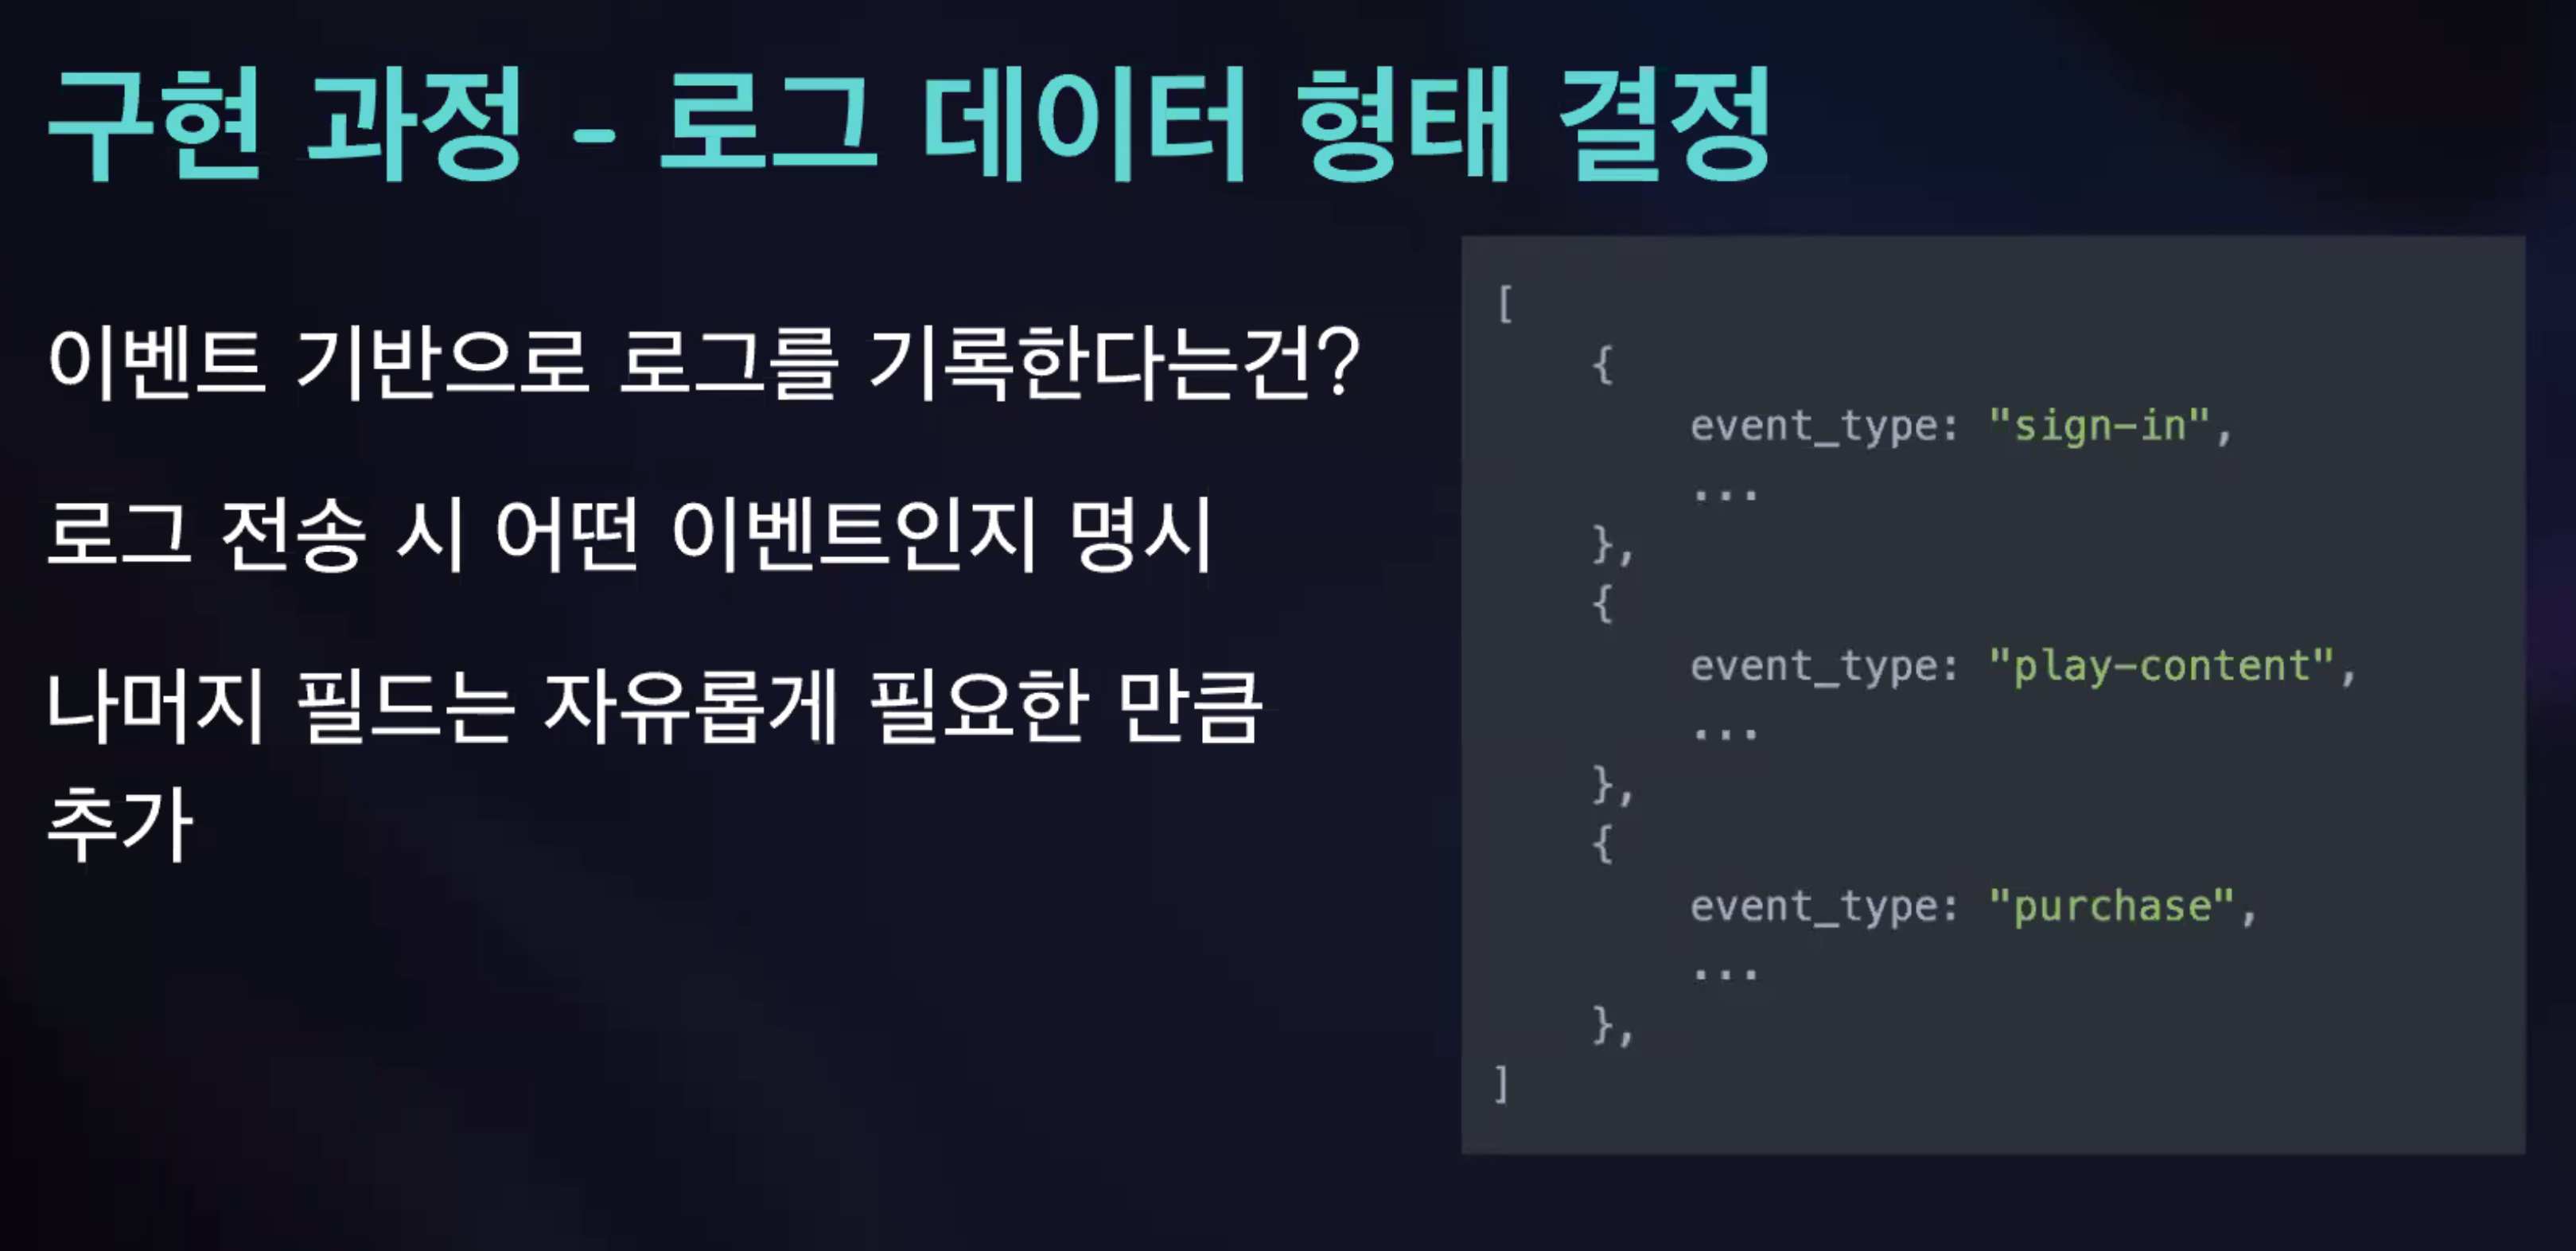 구현 과정 - 로그 데이터 형태 결정
이벤트 기반으로 로그를 기록한다는건?
로그 전송 시 어떤 이벤트인지 명시
나머지 필드는 자유롭게 필요한 만큼
추가
[
    {
        event_type: "sign-in",
        ...
    },
    {
        event_type: "play-content",
        ...
    },
    {
        event_type: "purchase",
        ...
    },
]